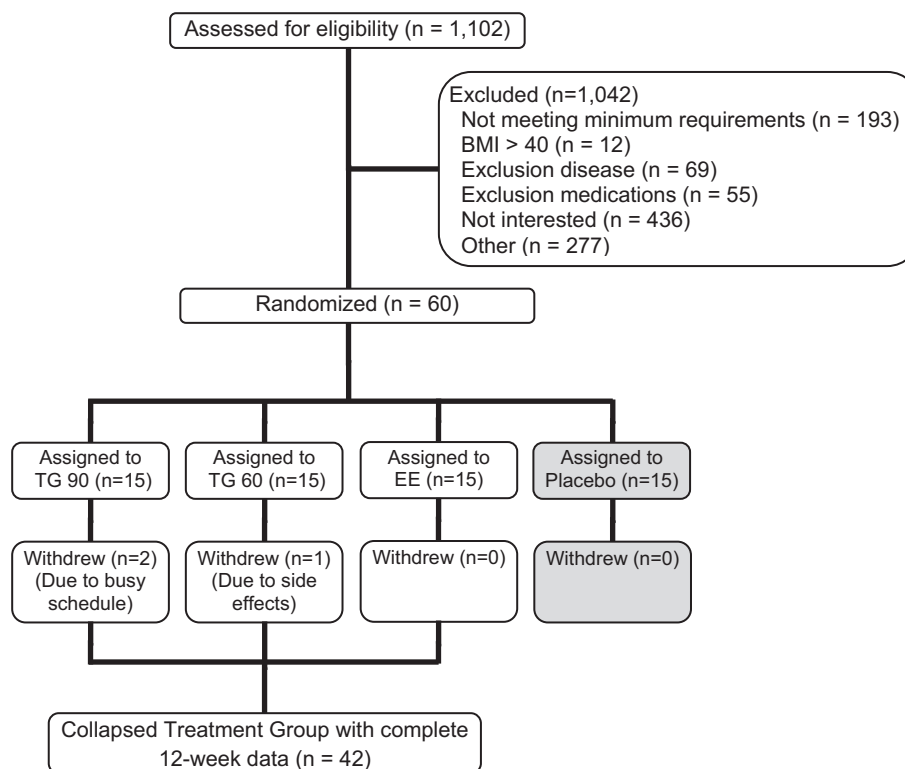 Assessed for eligibility (n = 1,102)
Excluded (n=1,042)
Not meeting minimum requirements (n = 193)
BMI > 40 (n = 12)
Exclusion disease (n = 69)
Exclusion medications (n = 55)
Not interested (n = 436)
Other (n = 277)
Randomized (n = 60)
Assigned to
TG 90 (n=15)
Assigned to
TG 60 (n=15)
Assigned to
EE (n=15)
Assigned to
Placebo (n=15)
Withdrew (n=2)
(Due to busy
schedule)
Withdrew (n=1)
(Due to side
effects)
Withdrew (n=0)
Withdrew (n=0)
Collapsed Treatment Group with complete
12-week data (n = 42)